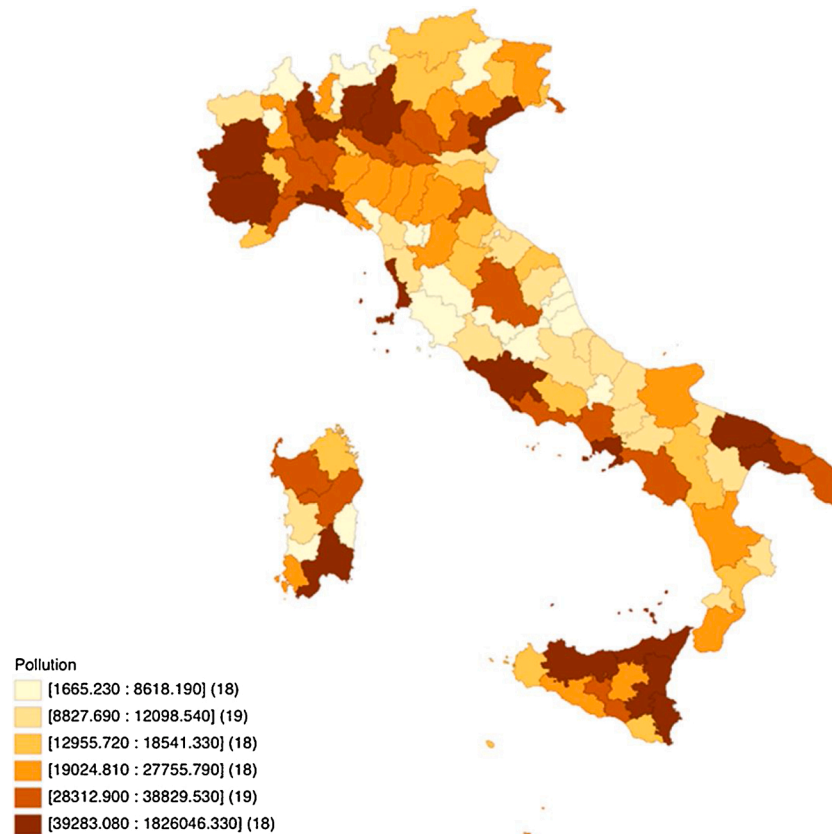 Pollution
[1665.230 : 8618.190] (18)
[8827.690 : 12098.540] (19)
[12955.720 : 18541.330] (18)
[19024.810 : 27755.790] (18)
[28312.900 : 38829.530] (19)
[39283.080 : 1826046.330] (18)